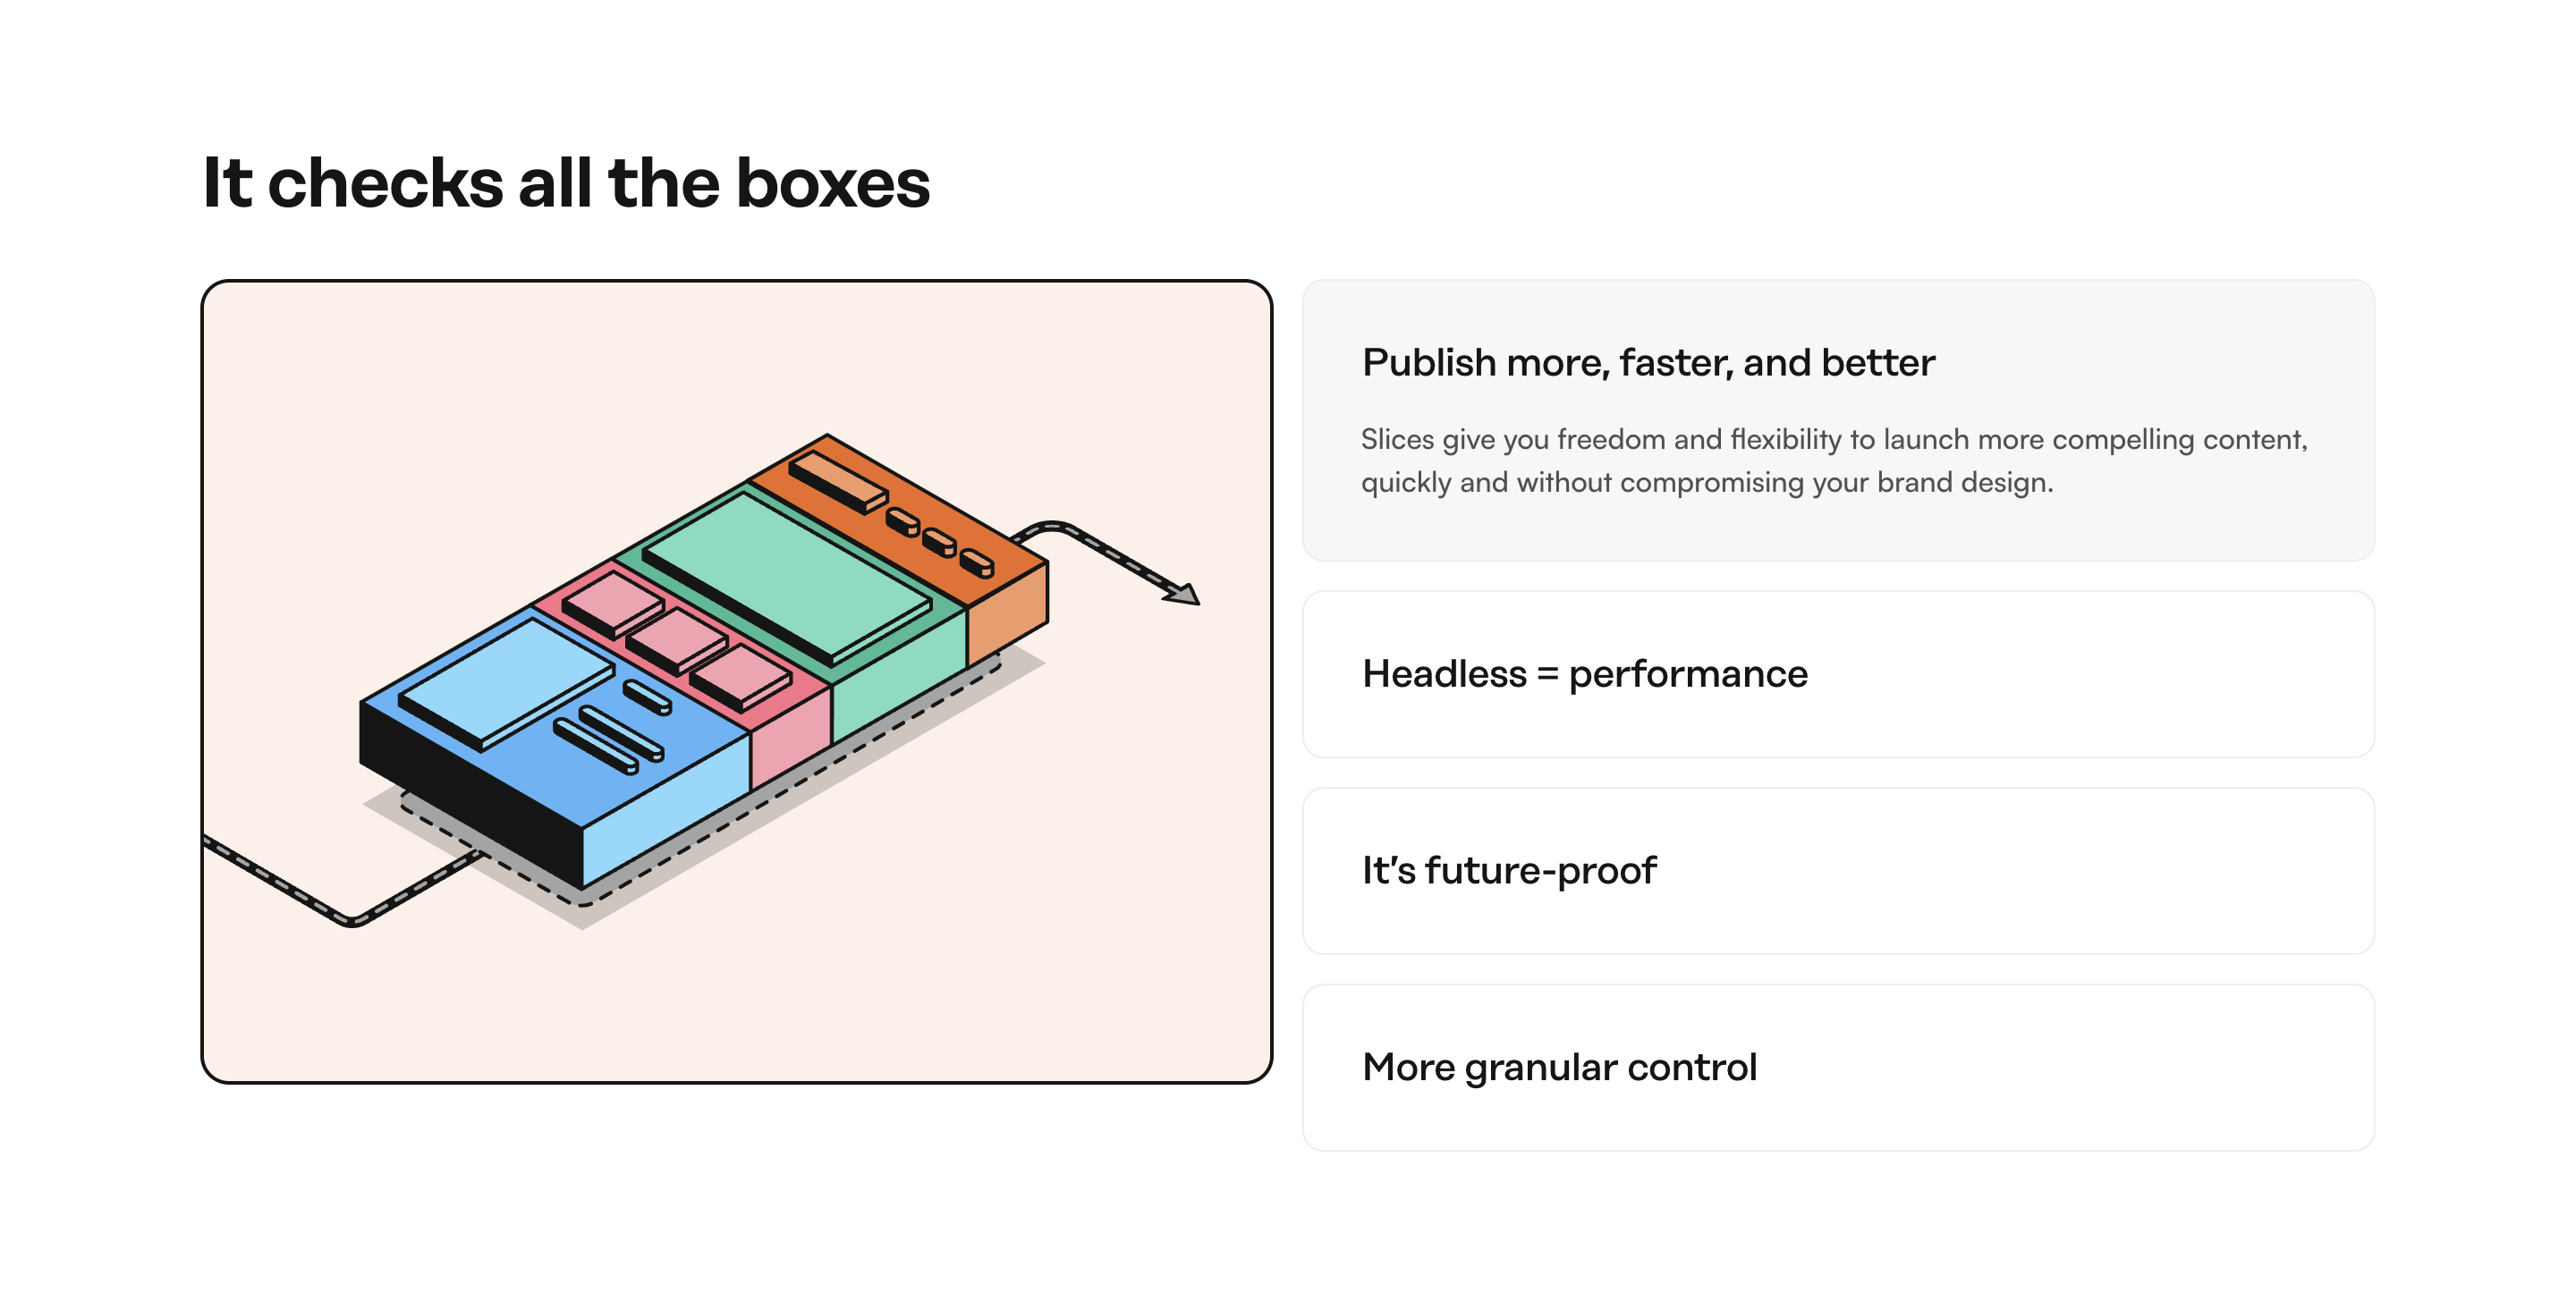 It checks all the boxes
Publish more, faster, and better
Slices give you freedom and flexibility to launch more compelling content,
quickly and without compromising your brand design.
Headless = performance
It’s future-proof
More granular control